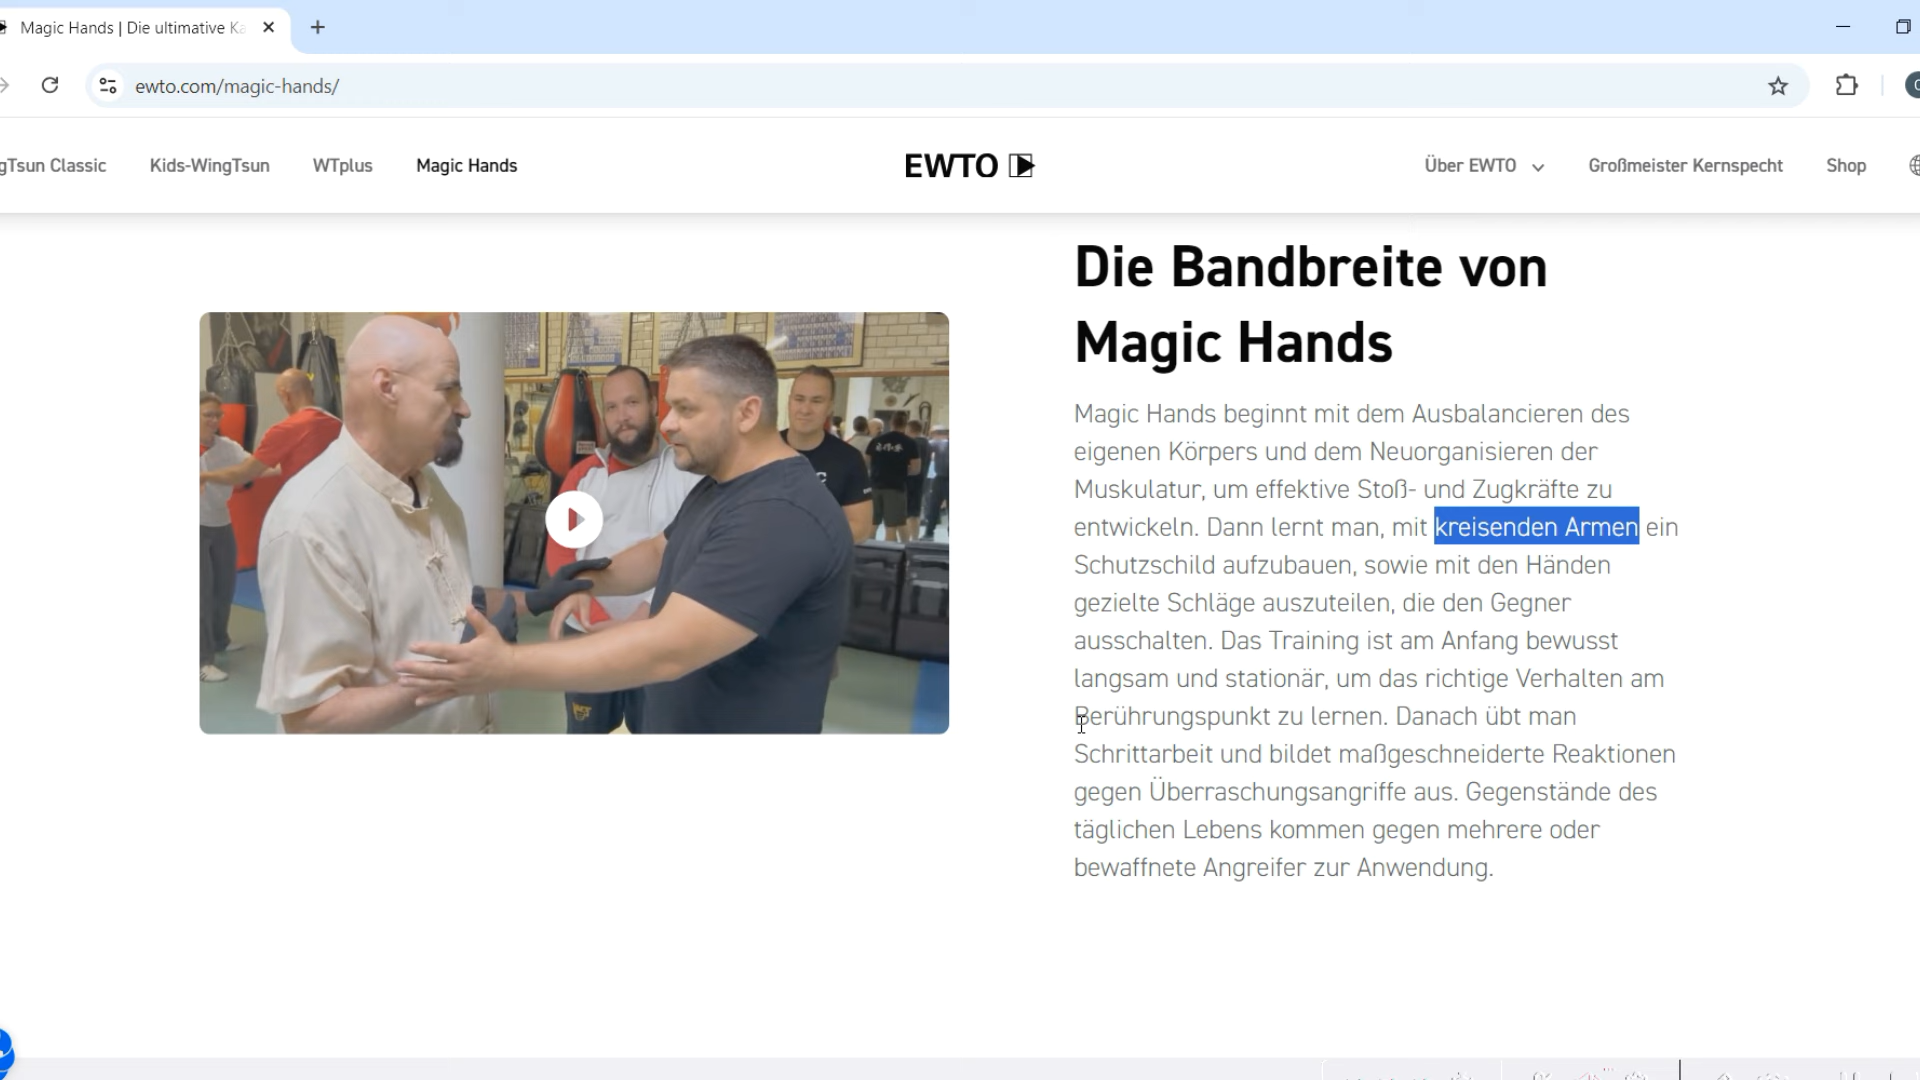 Magic Hands | Die ultimative Ka
ewto.com/magic-hands/
gTsun Classic
Kids-WingTsun
WTplus
Magic Hands
EWTO
Über EWTO
Großmeister Kernspecht
Shop
Die Bandbreite von
Magic Hands
Magic Hands beginnt mit dem Ausbalancieren des
eigenen Körpers und dem Neuorganisieren der
Muskulatur, um effektive Stoß- und Zugkräfte zu
entwickeln. Dann lernt man, mit kreisenden Armen ein
Schutzschild aufzubauen, sowie mit den Händen
gezielte Schläge auszuteilen, die den Gegner
ausschalten. Das Training ist am Anfang bewusst
langsam und stationär, um das richtige Verhalten am
Berührungspunkt zu lernen. Danach übt man
Schrittarbeit und bildet maßgeschneiderte Reaktionen
gegen Überraschungsangriffe aus. Gegenstände des
täglichen Lebens kommen gegen mehrere oder
bewaffnete Angreifer zur Anwendung.